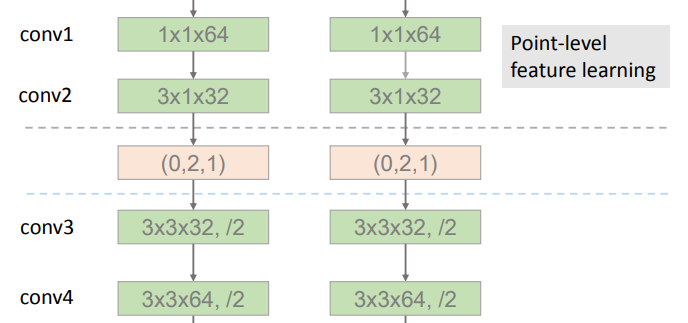 conv1 1x1x64 1x1x64
Point-level
feature learning
conv2 3x1x32 3x1x32
(0,2,1) (0,2,1)
conv3 3x3x32, /2 3x3x32, /2
conv4 3x3x64, /2 3x3x64, /2